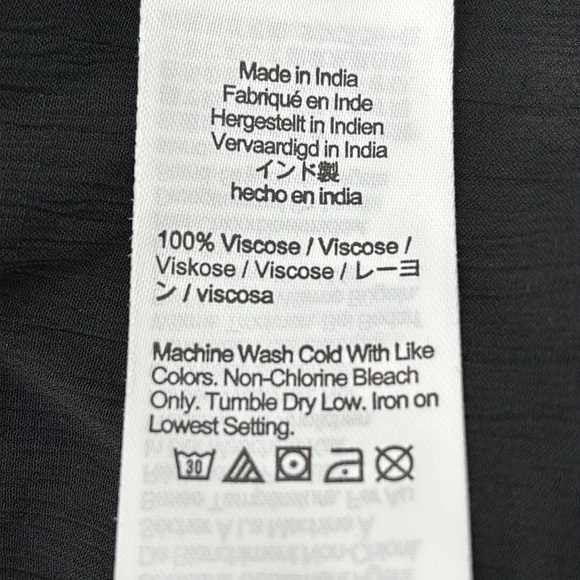 Made in India
Fabriqué en Inde
Hergestellt in Indien
Vervaardigd in India
インド製
hecho en india
100% Viscose / Viscose /
Viskose / Viscose / レーヨ
ン / viscosa
Machine Wash Cold With Like
Colors. Non-Chlorine Bleach
Only. Tumble Dry Low. Iron on
Lowest Setting.
30